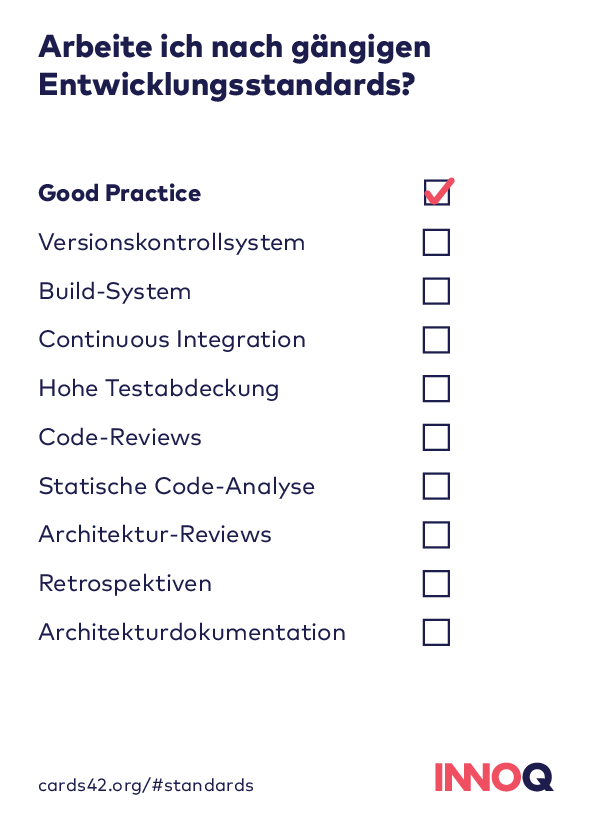 Arbeite ich nach gängigen
Entwicklungsstandards?
Good Practice
Versionskontrollsystem
Build-System
Continuous Integration
Hohe Testabdeckung
Code-Reviews
Statische Code-Analyse
Architektur-Reviews
Retrospektiven
Architekturdokumentation
cards42.org/#standards
INNOQ